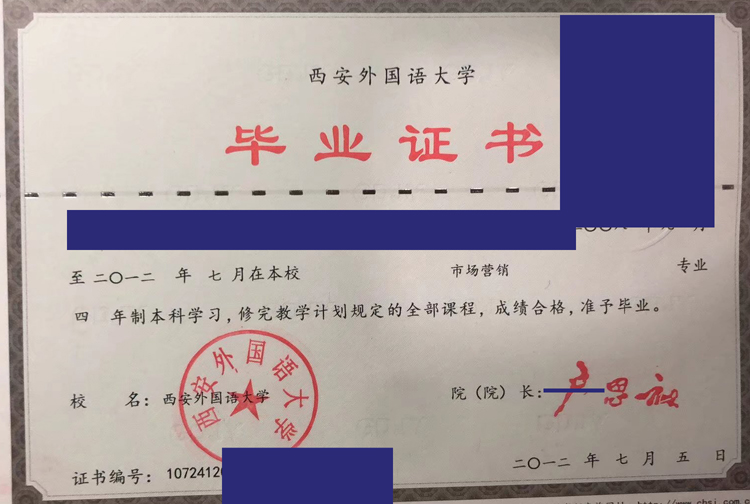 西安外国语大学
毕业证书
至 二〇一二 年 七 月在本校 市场营销 专业
四 年制本科学习，修完教学计划规定的全部课程，成绩合格，准予毕业。
西安外国语大学
校 名：西安外国语大学 院（院）长：
证书编号：1072412
二〇一二 年 七 月 五 日